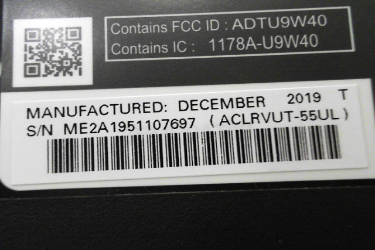 Contains FCC ID : ADTU9W40
Contains IC : 1178A-U9W40
MANUFACTURED: DECEMBER 2019 T
S/N ME2A1951107697 (ACLRVUT-55UL)